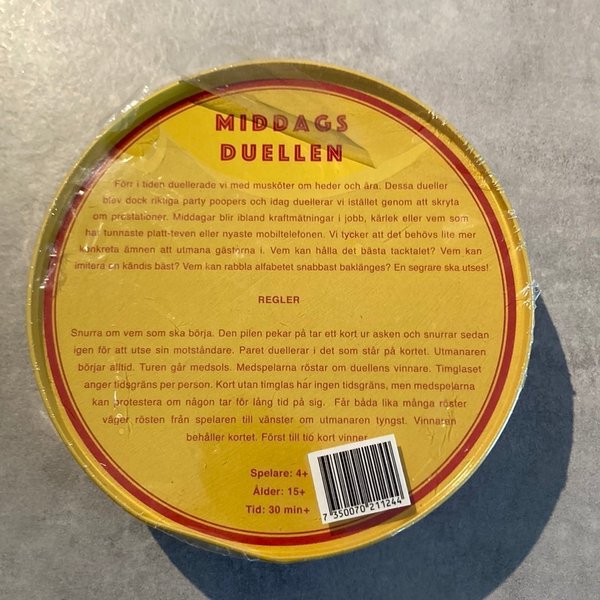 MIDDAGS
DUELLEN
Förr i tiden duellerade vi med musköter om heder och ära. Dessa dueller
blev dock riktiga party poopers och idag duellerar vi istället genom att skryta
om prestationer. Middagar blir ibland kraftmätningar i jobb, kärlek eller vem som
har tunnaste platt-teven eller nyaste mobiltelefonen. Vi tycker att det behövs lite mer
konkreta ämnen att utmana gästerna i. Vem kan hålla det bästa tacktalet? Vem kan
imitera en kändis bäst? Vem kan rabbla alfabetet snabbast baklänges? En segrare ska utses!
REGLER
Snurra om vem som ska börja. Den pilen pekar på tar ett kort ur asken och snurrar sedan
igen för att utse sin motståndare. Paret duellerar i det som står på kortet. Utmanaren
börjar alltid. Turen går medsols. Medspelarna röstar om duellens vinnare. Timglaset
anger tidsgräns per person. Kort utan timglas har ingen tidsgräns, men medspelarna
kan protestera om någon tar för lång tid på sig. Får båda lika många röster
väger rösten från spelaren till vänster om utmanaren tyngst. Vinnaren
behåller kortet. Först till tio kort vinner.
Spelare: 4+
Ålder: 15+
Tid: 30 min+
7 350070 211244